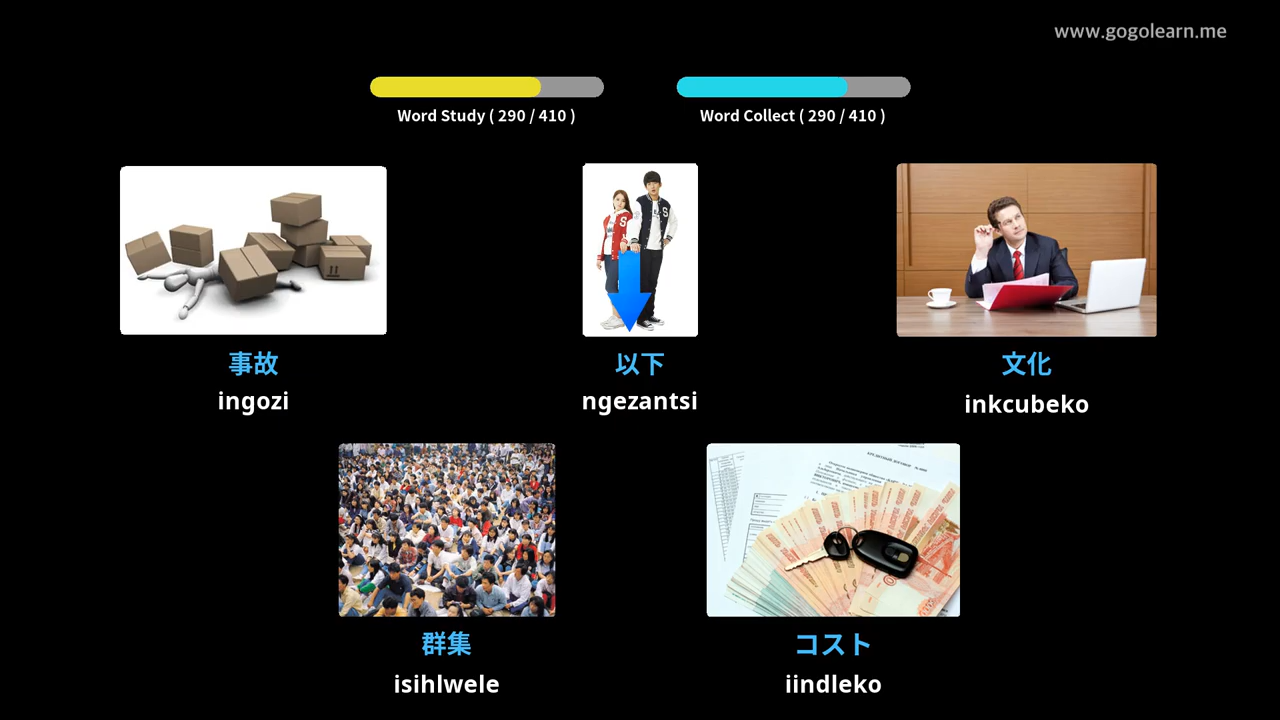 www.gogolearn.me
Word Study ( 290 / 410 )
Word Collect ( 290 / 410 )
事故
ingozi
以下
ngezantsi
文化
inkcubeko
群集
isihlwele
コスト
iindleko